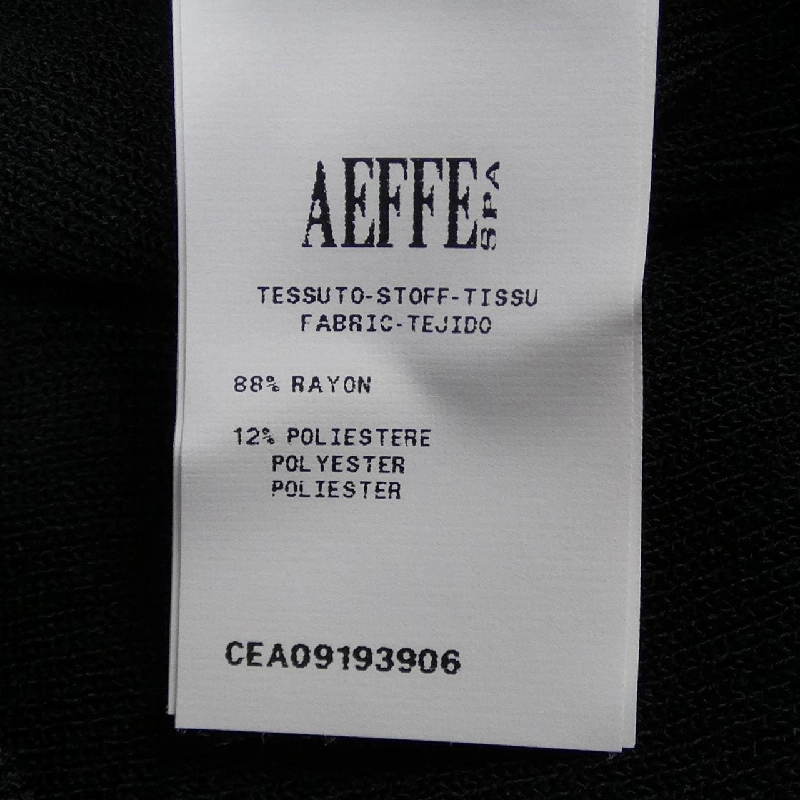 AEFFE SPA
TESSUTO-STOFF-TISSU
FABRIC-TEJIDO
88% RAYON
12% POLIESTERE
POLYESTER
POLIESTER
CEA09193906